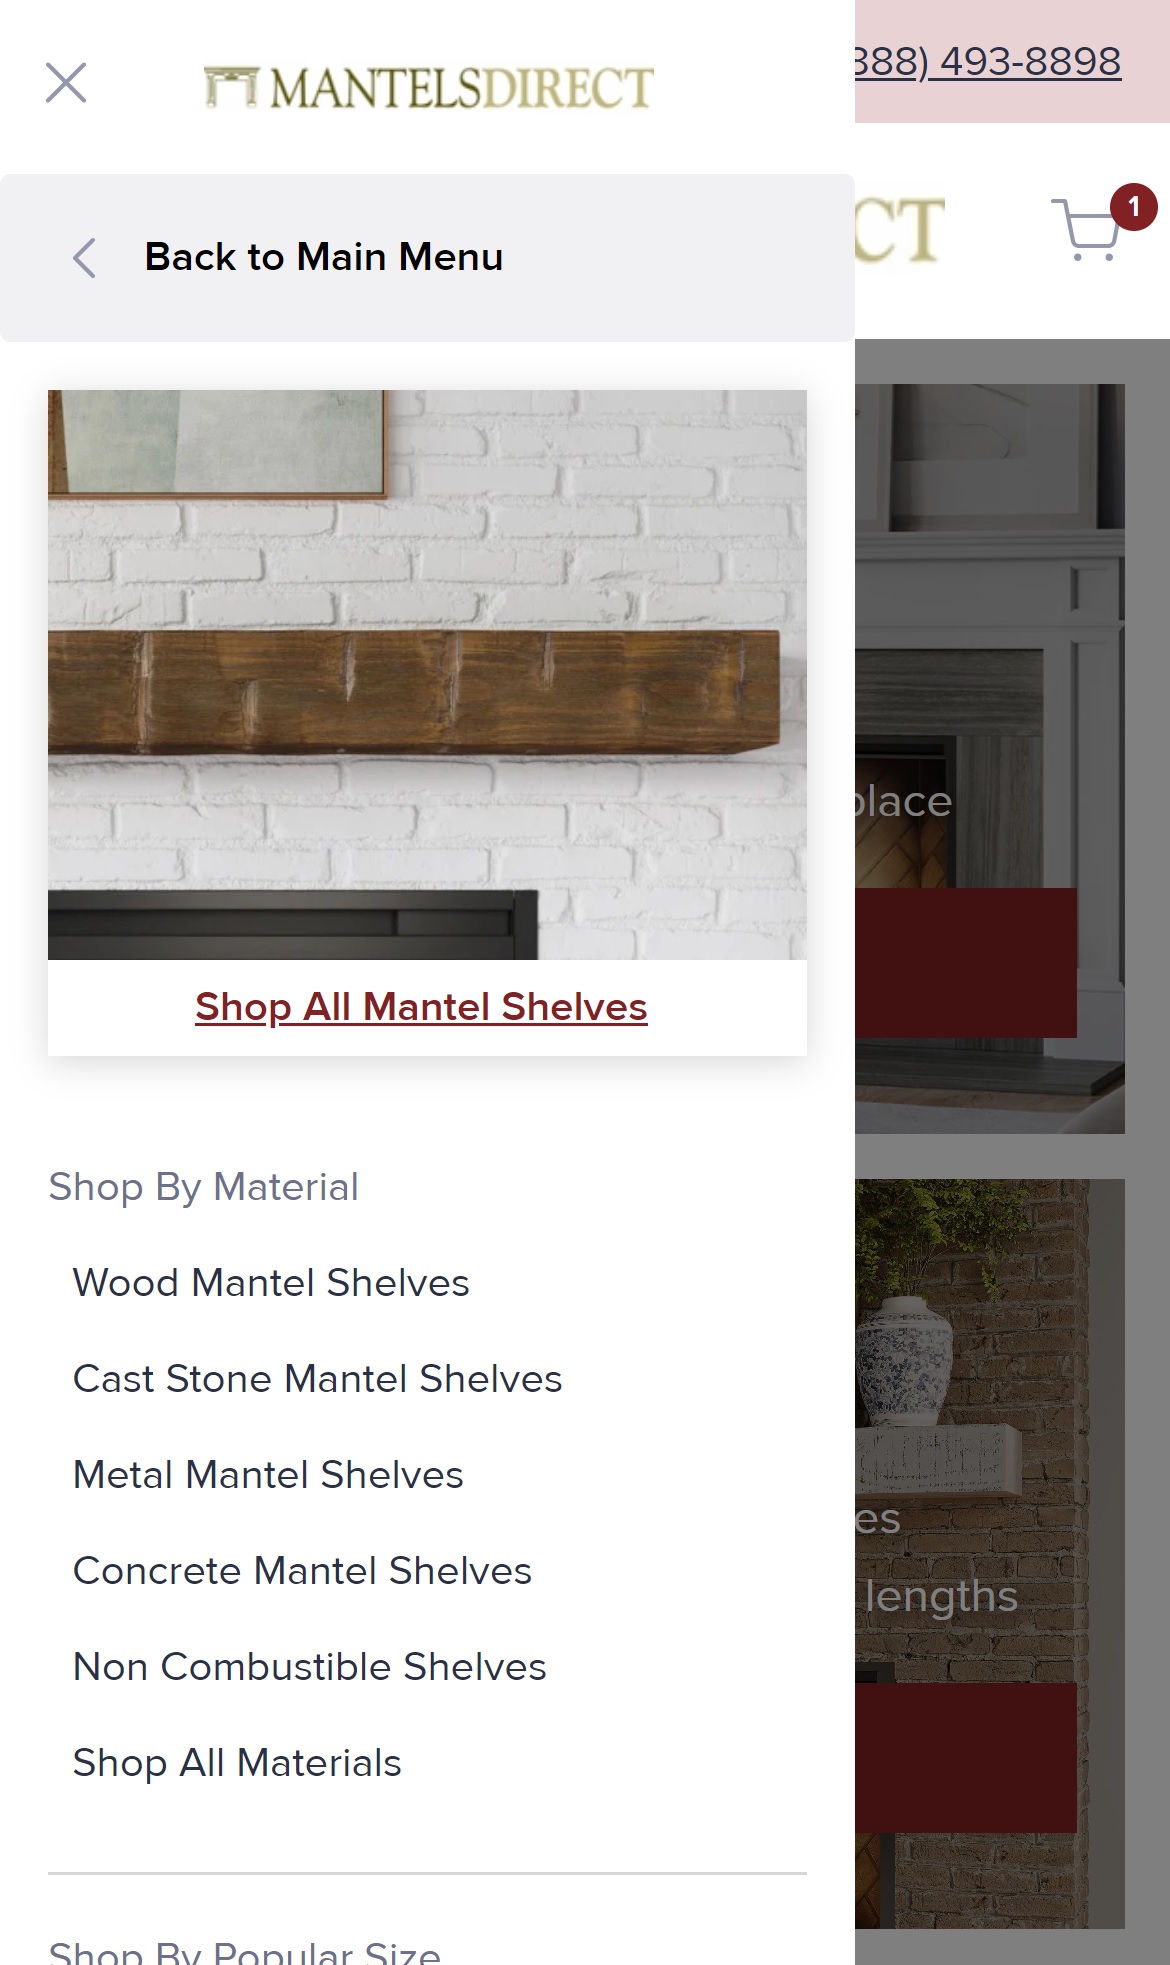 MANTELSDIRECT
888) 493-8898
CT
1
Back to Main Menu
Shop All Mantel Shelves
place
Shop By Material
Wood Mantel Shelves
Cast Stone Mantel Shelves
Metal Mantel Shelves
Concrete Mantel Shelves
es
lengths
Non Combustible Shelves
Shop All Materials
Shop By Popular Size